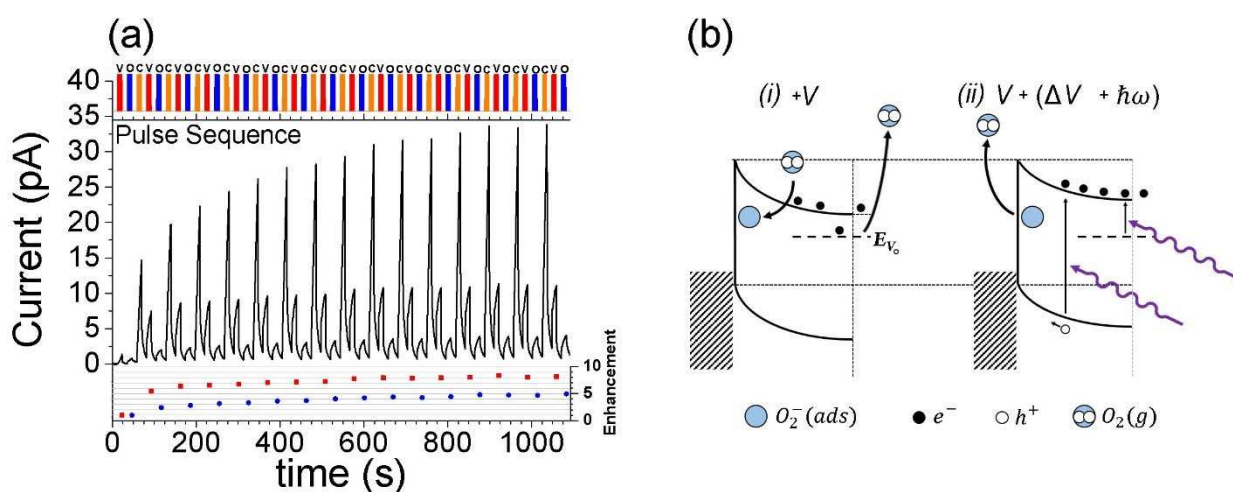 (a)
V O C V O C V O C V O C V O C V O C V O C V O C V O C V O C V O C V O C V O C V O C V O C V O
Pulse Sequence
40
35
30
25
20
15
10
5
0
Current (pA)
10
5
0
Enhancement
0 200 400 600 800 1000
time (s)
(b)
(i) +V
(ii) V + (ΔV + ℏω)
E_{V_o}
O₂⁻(ads) e⁻ h⁺ O₂(g)